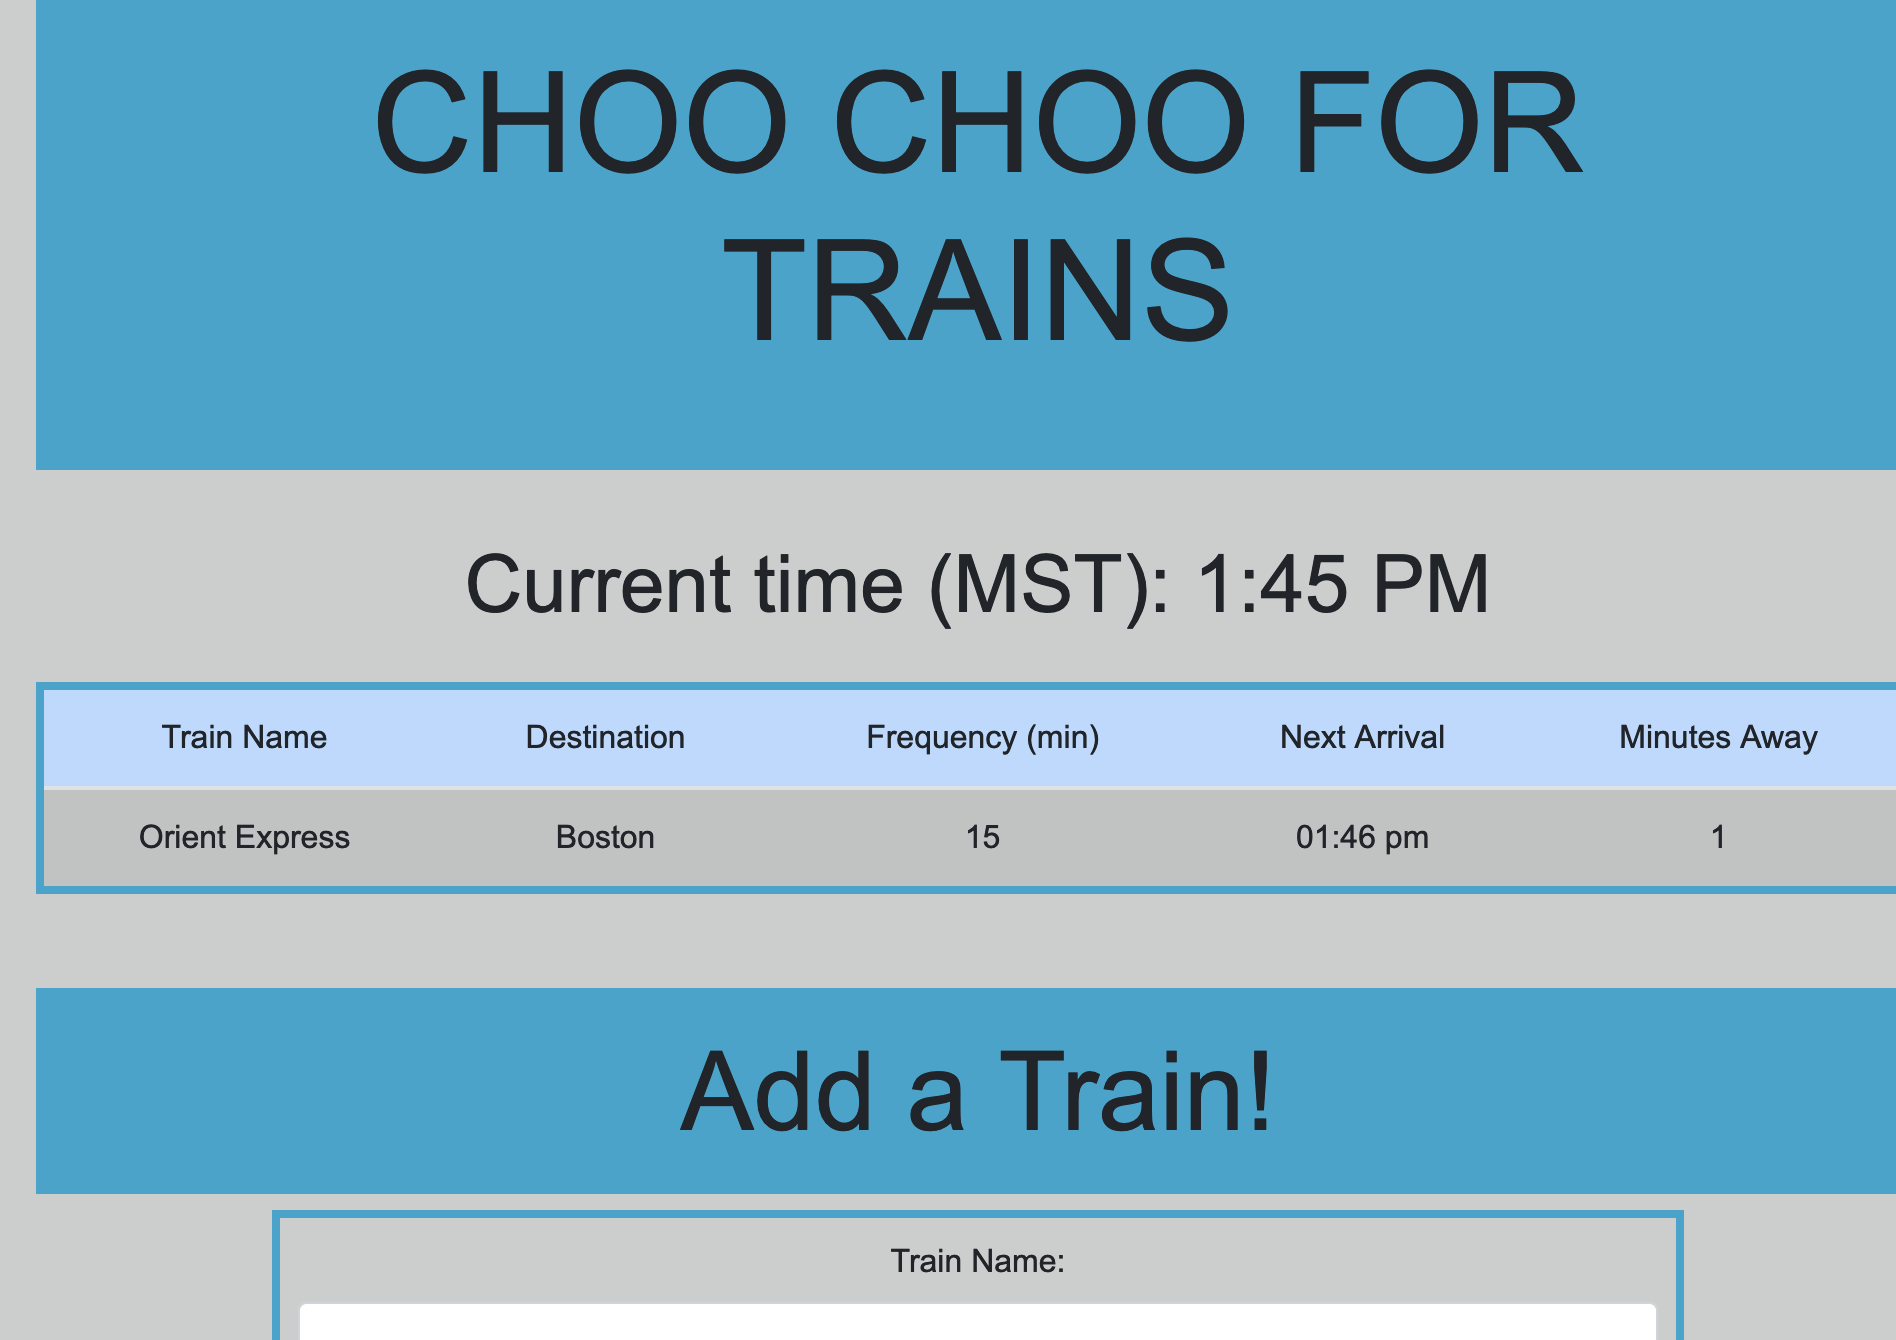 CHOO CHOO FOR
TRAINS
Current time (MST): 1:45 PM
Train Name Destination Frequency (min) Next Arrival Minutes Away
Orient Express Boston 15 01:46 pm 1
Add a Train!
Train Name: